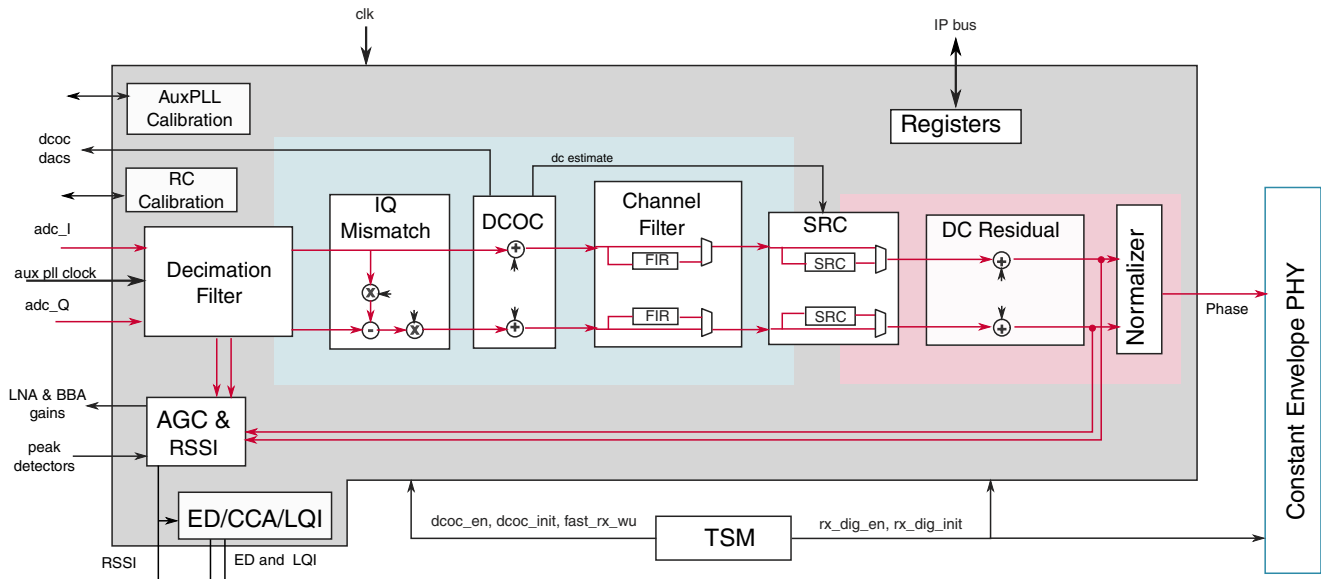 clk
IP bus
AuxPLL
Calibration
Registers
dcoc
dacs
dc estimate
RC
Calibration
IQ
Mismatch
DCOC
Channel
Filter
SRC
DC Residual
adc_I
aux pll clock
adc_Q
Decimation
Filter
FIR
SRC
+
+
X
-
X
+
FIR
SRC
+
Normalizer
Phase
Constant Envelope PHY
LNA & BBA
gains
AGC &
RSSI
peak
detectors
ED/CCA/LQI
dcoc_en, dcoc_init, fast_rx_wu
TSM
rx_dig_en, rx_dig_init
RSSI
ED and LQI